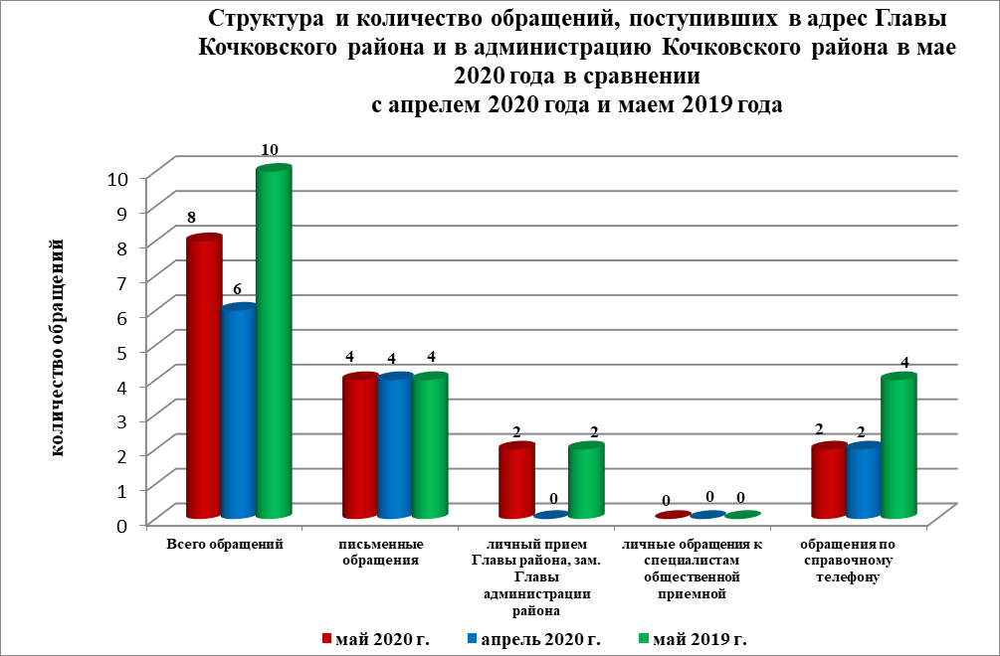 Структура и количество обращений, поступивших в адрес Главы
Кочковского района и в администрацию Кочковского района в мае
2020 года в сравнении
с апрелем 2020 года и маем 2019 года
количество обращений
10
9
8
7
6
5
4
3
2
1
0
8
6
10
4
4
4
2
0
2
0
0
0
2
2
4
Всего обращений
письменные
обращения
личный прием
Главы района, зам.
Главы
администрации
района
личные обращения к
специалистам
общественной
приемной
обращения по
справочному
телефону
май 2020 г.
апрель 2020 г.
май 2019 г.